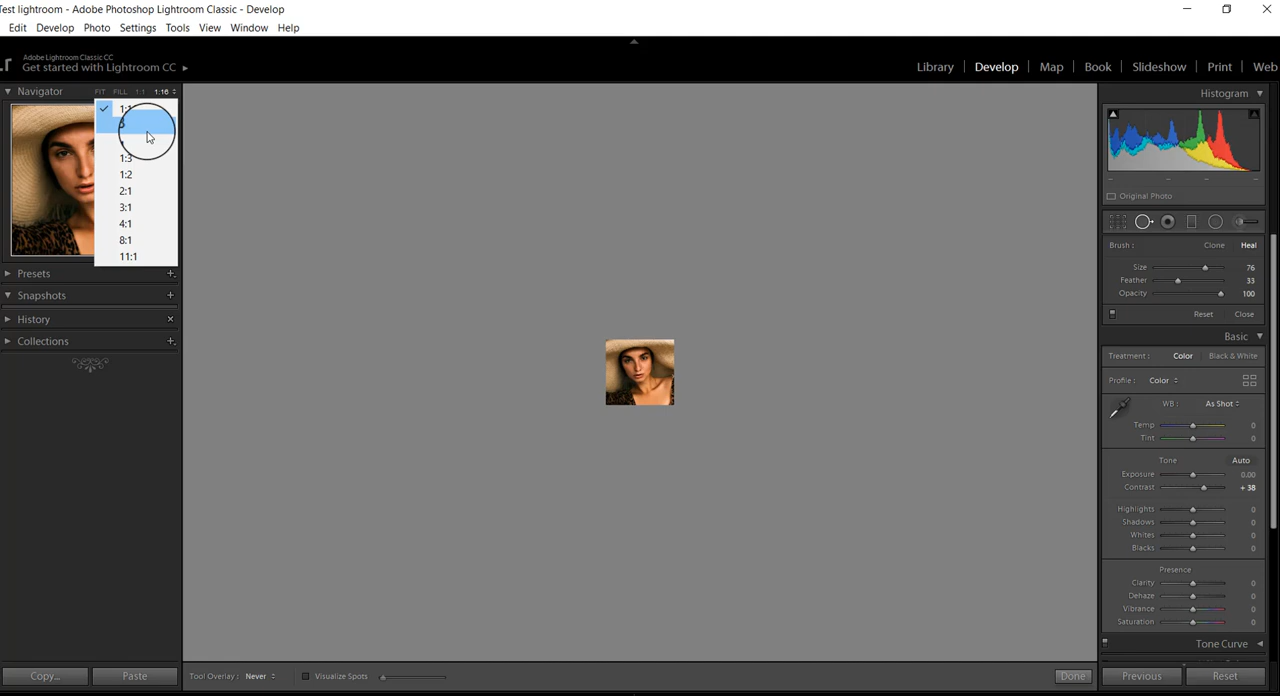 Test lightroom - Adobe Photoshop Lightroom Classic - Develop
Edit Develop Photo Settings Tools View Window Help
Adobe Lightroom Classic CC
Get started with Lightroom CC
Library Develop Map Book Slideshow Print Web
Navigator FIT FILL 1:1 1:16
1:3
1:2
2:1
3:1
4:1
8:1
11:1
Presets
Snapshots
History
Collections
Copy... Paste
Tool Overlay : Never Visualize Spots Done
Histogram
Original Photo
Brush : Clone Heal
Size 76
Feather 33
Opacity 100
Reset Close
Basic
Treatment : Color Black & White
Profile : Color
WB : As Shot
Temp 0
Tint 0
Tone Auto
Exposure 0.00
Contrast + 38
Highlights 0
Shadows 0
Whites 0
Blacks 0
Presence
Clarity 0
Dehaze 0
Vibrance 0
Saturation 0
Tone Curve
Previous Reset